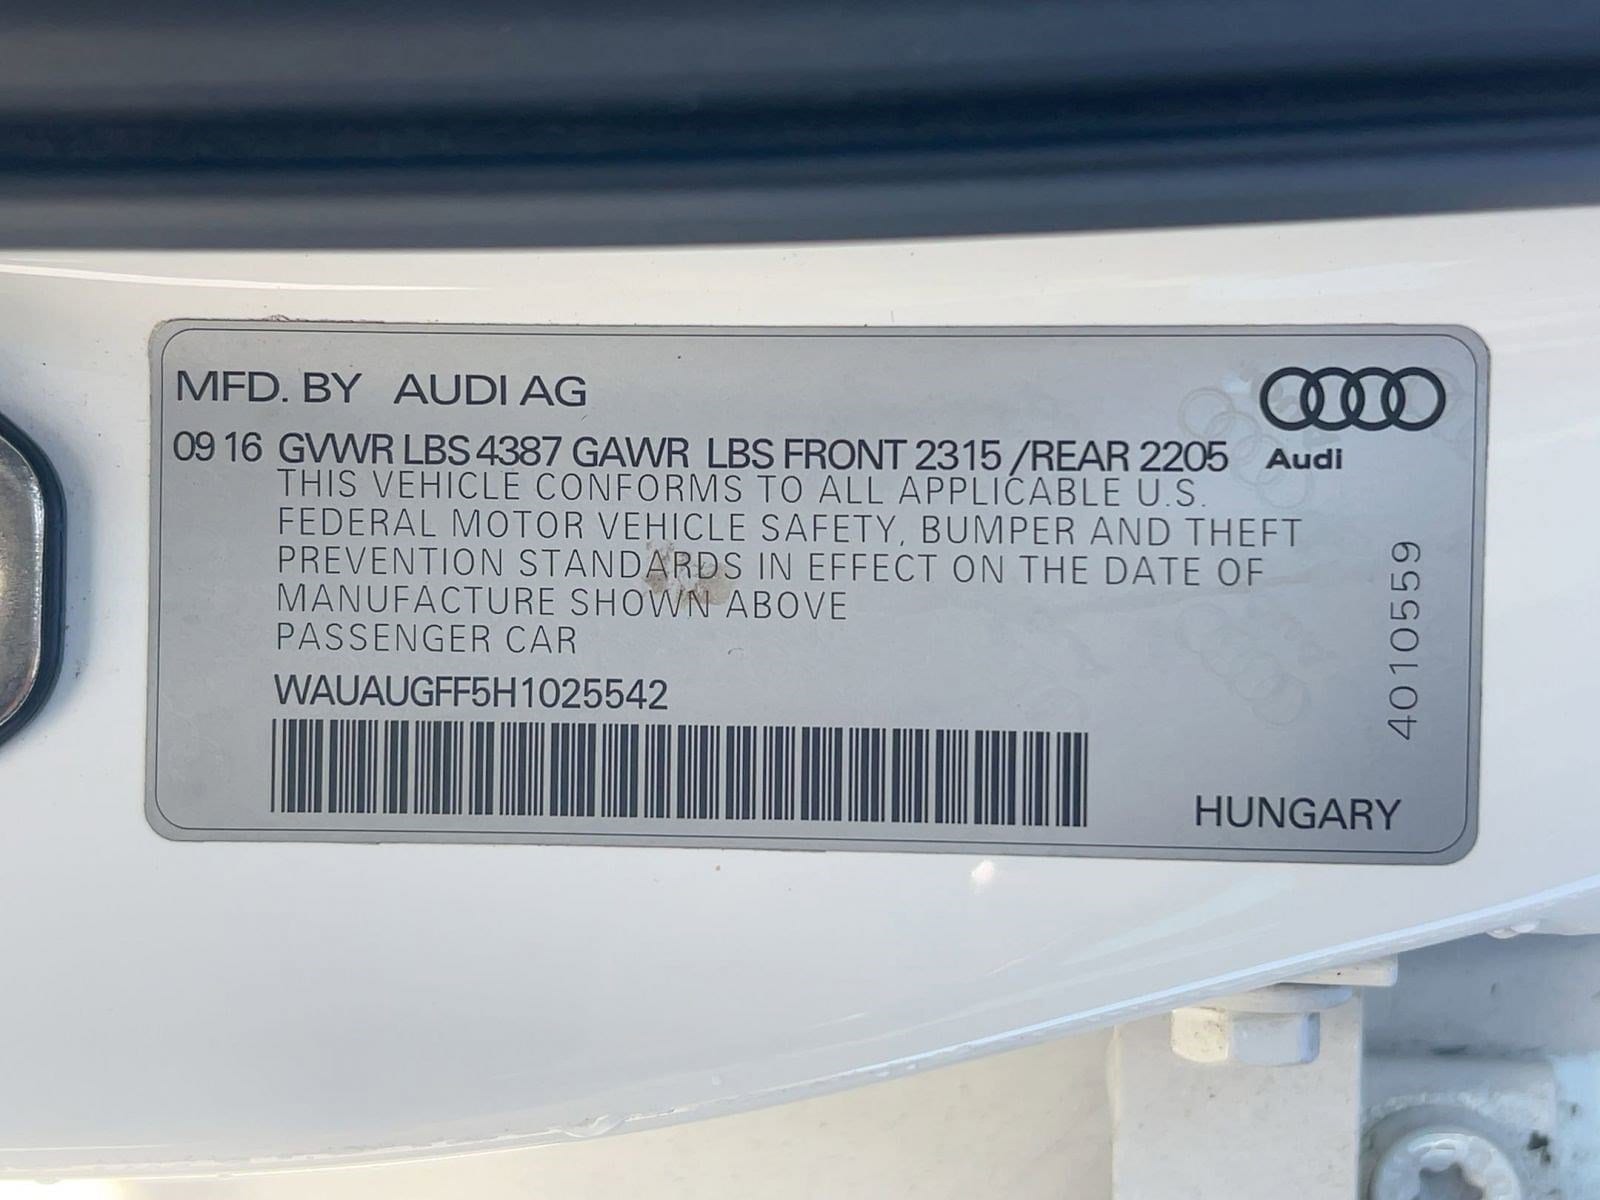 MFD. BY AUDI AG
09 16 GVWR LBS 4387 GAWR LBS FRONT 2315 /REAR 2205
Audi
THIS VEHICLE CONFORMS TO ALL APPLICABLE U.S.
FEDERAL MOTOR VEHICLE SAFETY, BUMPER AND THEFT
PREVENTION STANDARDS IN EFFECT ON THE DATE OF
MANUFACTURE SHOWN ABOVE
PASSENGER CAR
WAUAUGFF5H1025542
4010559
HUNGARY